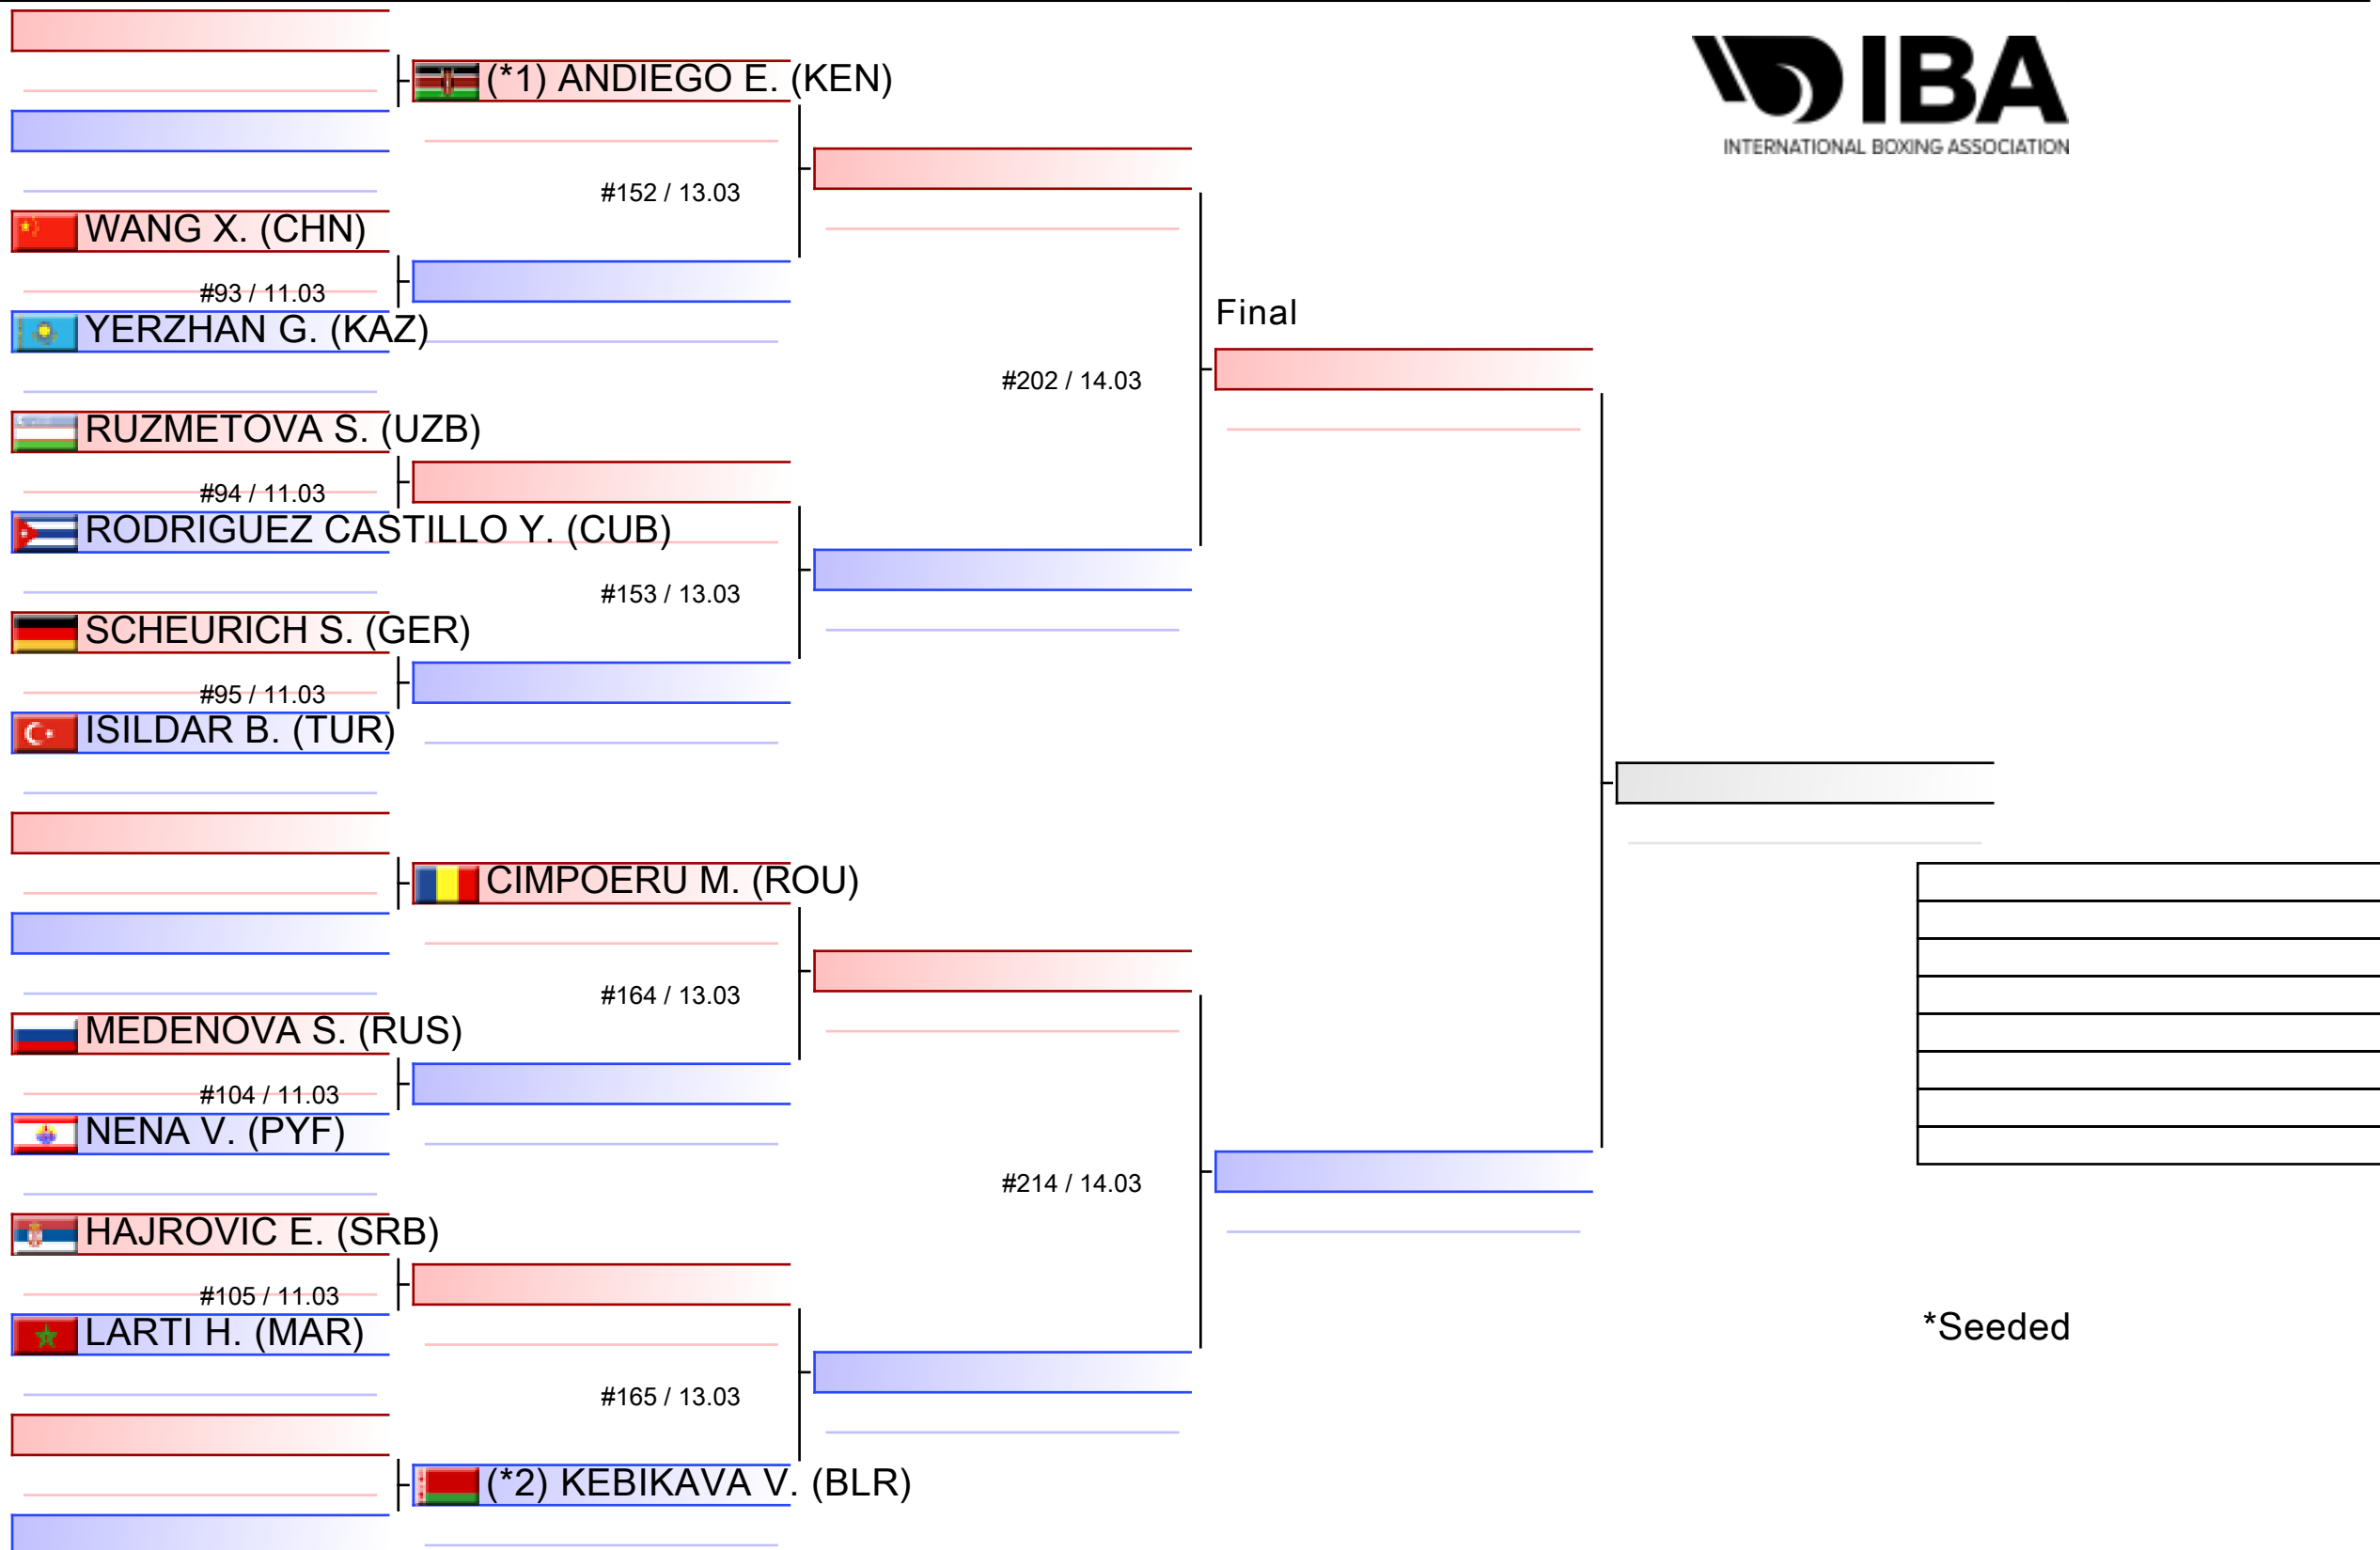 IBA
INTERNATIONAL BOXING ASSOCIATION
(*1) ANDIEGO E. (KEN)
#152 / 13.03
WANG X. (CHN)
#93 / 11.03
YERZHAN G. (KAZ)
Final
#202 / 14.03
RUZMETOVA S. (UZB)
#94 / 11.03
RODRIGUEZ CASTILLO Y. (CUB)
#153 / 13.03
SCHEURICH S. (GER)
#95 / 11.03
ISILDAR B. (TUR)
CIMPOERU M. (ROU)
#164 / 13.03
MEDENOVA S. (RUS)
#104 / 11.03
NENA V. (PYF)
#214 / 14.03
HAJROVIC E. (SRB)
#105 / 11.03
LARTI H. (MAR)
*Seeded
#165 / 13.03
(*2) KEBIKAVA V. (BLR)